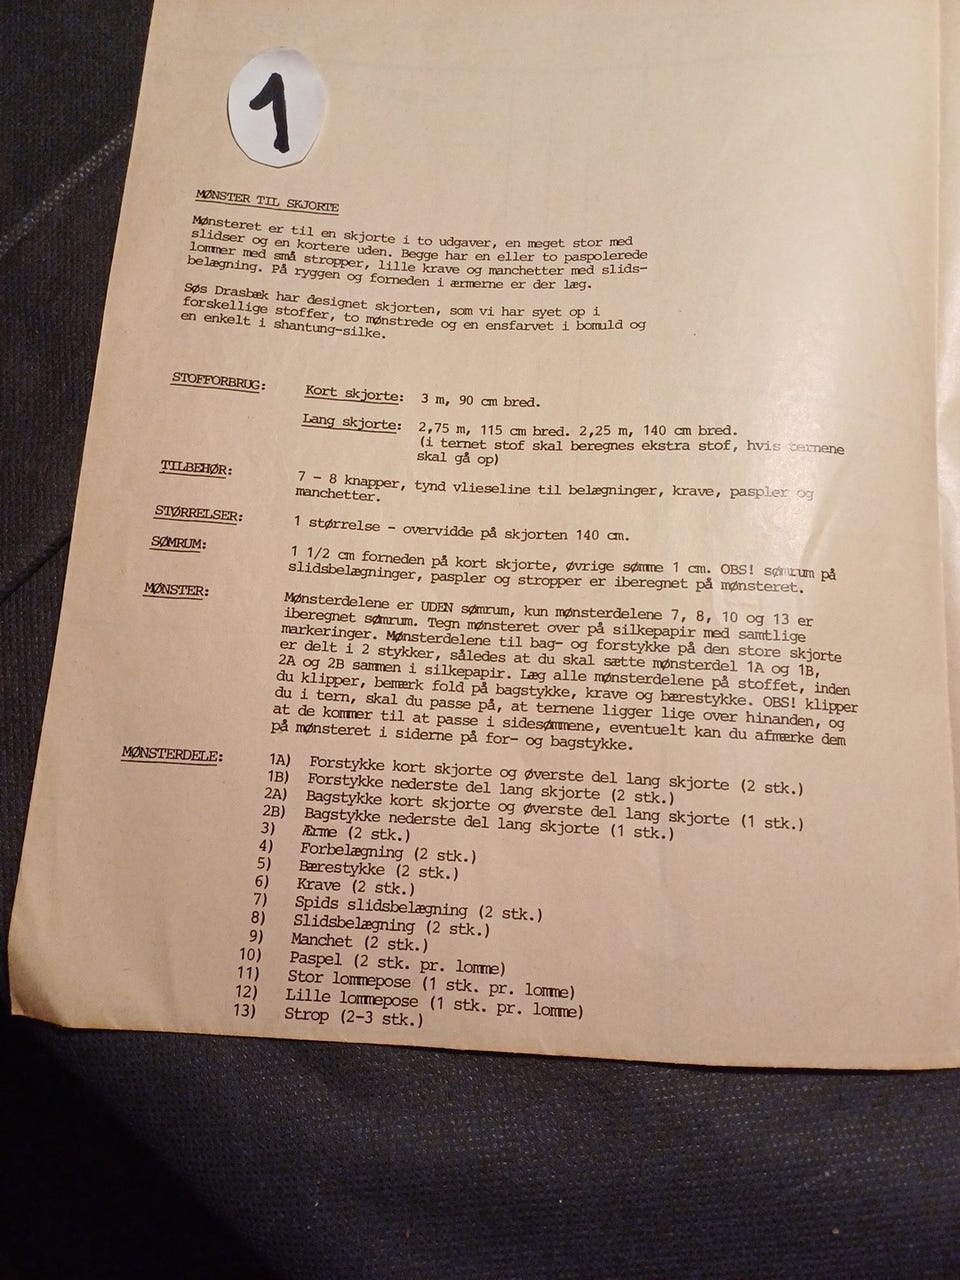 1
MØNSTER TIL SKJORTE
Mønsteret er til en skjorte i to udgaver, en meget stor med
slidser og en kortere uden. Begge har en eller to paspolerede
lommer med små stropper, lille krave og manchetter med slids-
belægning. På ryggen og forneden i ærmerne er der læg.
Søs Drasbæk har designet skjorten, som vi har syet op i
forskellige stoffer, to mønstrede og en ensfarvet i bomuld og
en enkelt i shantung-silke.
STOFFORBRUG: Kort skjorte: 3 m, 90 cm bred.
Lang skjorte: 2,75 m, 115 cm bred. 2,25 m, 140 cm bred.
(i ternet stof skal beregnes ekstra stof, hvis ternene
skal gå op)
TILBEHØR: 7 - 8 knapper, tynd vlieseline til belægninger, krave, paspler og
manchetter.
STØRRELSER: 1 størrelse - overvidde på skjorten 140 cm.
SØMRUM: 1 1/2 cm forneden på kort skjorte, øvrige sømme 1 cm. OBS! sømrum på
slidsbelægninger, paspler og stropper er iberegnet på mønsteret.
MØNSTER: Mønsterdelene er UDEN sømrum, kun mønsterdelene 7, 8, 10 og 13 er
iberegnet sømrum. Tegn mønsteret over på silkepapir med samtlige
markeringer. Mønsterdelene til bag- og forstykke på den store skjorte
er delt i 2 stykker, således at du skal sætte mønsterdel 1A og 1B,
2A og 2B sammen i silkepapir. Læg alle mønsterdelene på stoffet, inden
du klipper, bemærk fold på bagstykke, krave og bærestykke. OBS! klipper
du i tern, skal du passe på, at ternene ligger lige over hinanden, og
at de kommer til at passe i sidesømmene, eventuelt kan du afmærke dem
på mønsteret i siderne på for- og bagstykke.
MØNSTERDELE: 1A) Forstykke kort skjorte og øverste del lang skjorte (2 stk.)
1B) Forstykke nederste del lang skjorte (2 stk.)
2A) Bagstykke kort skjorte og øverste del lang skjorte (1 stk.)
2B) Bagstykke nederste del lang skjorte (1 stk.)
3) Ærme (2 stk.)
4) Forbelægning (2 stk.)
5) Bærestykke (2 stk.)
6) Krave (2 stk.)
7) Spids slidsbelægning (2 stk.)
8) Slidsbelægning (2 stk.)
9) Manchet (2 stk.)
10) Paspel (2 stk. pr. lomme)
11) Stor lommepose (1 stk. pr. lomme)
12) Lille lommepose (1 stk. pr. lomme)
13) Strop (2-3 stk.)